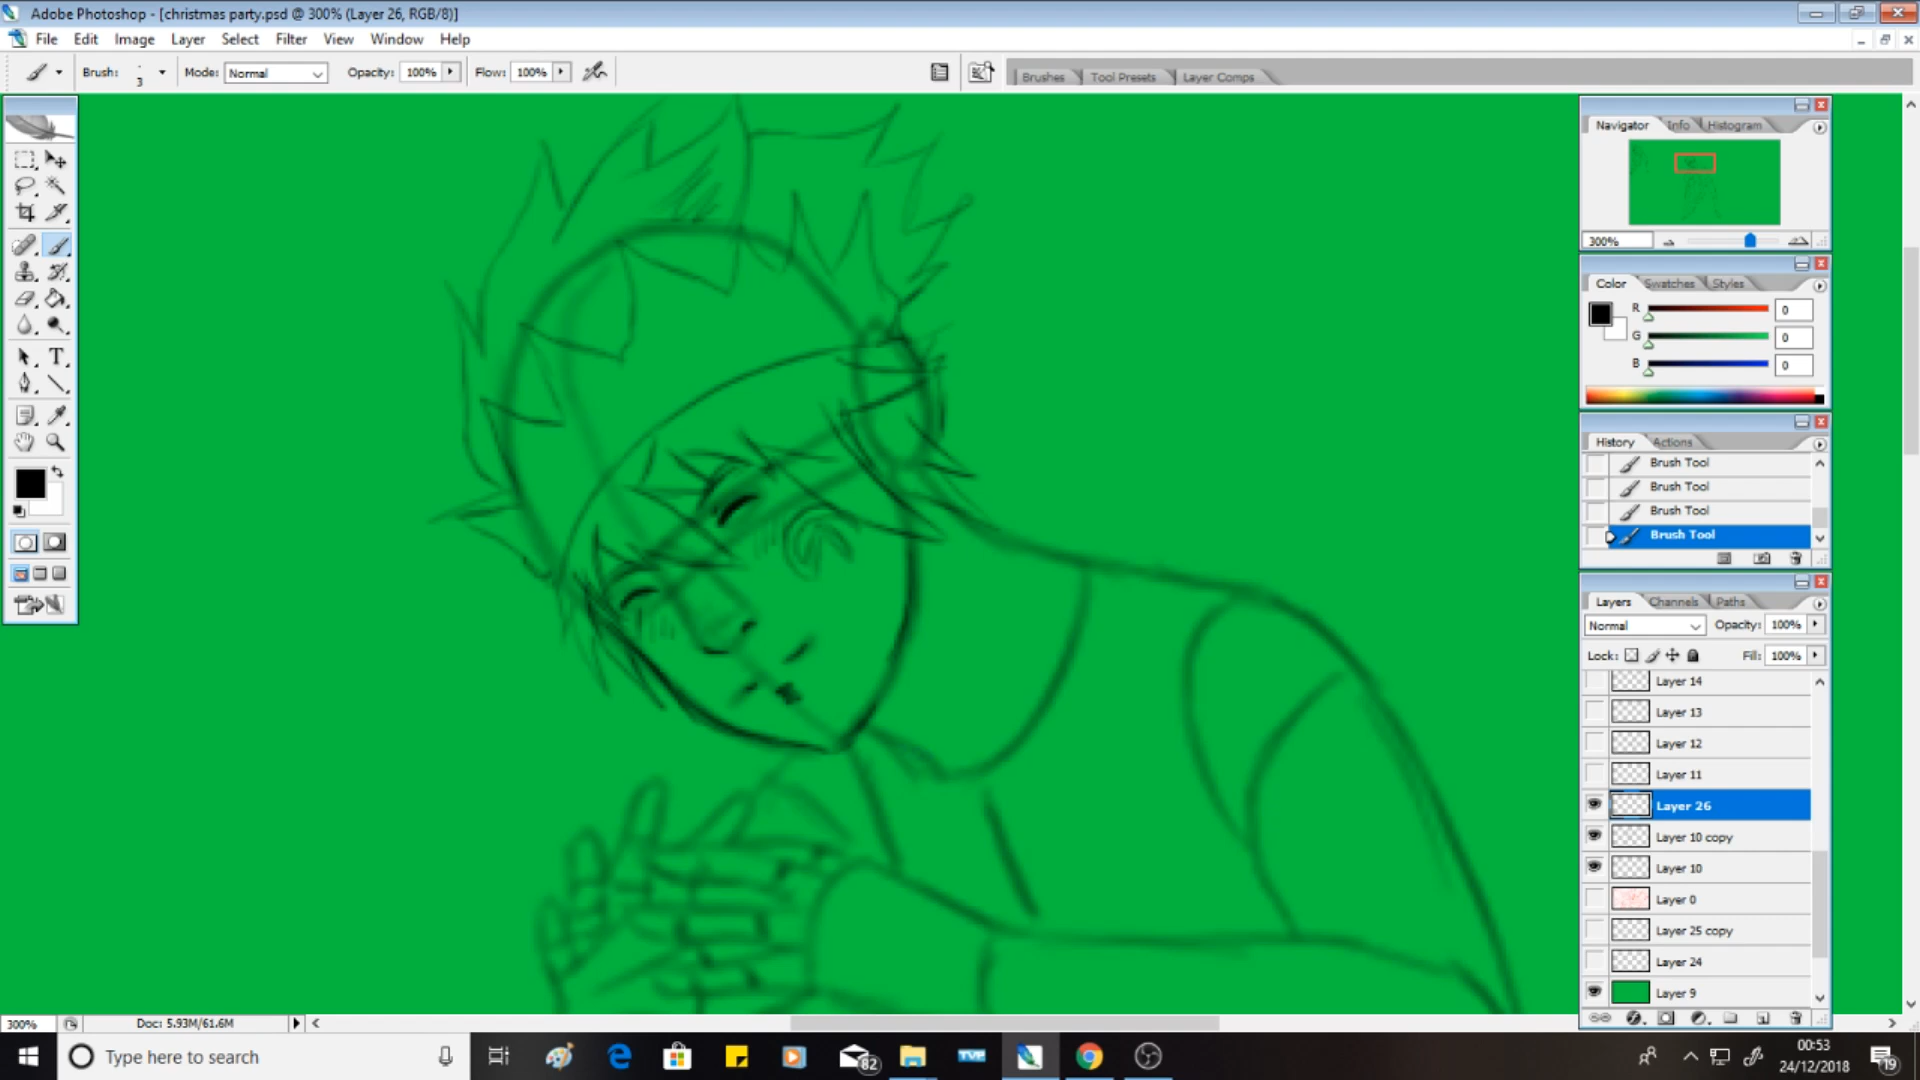 Adobe Photoshop - [christmas party.psd @ 300% (Layer 26, RGB/8)]
File Edit Image Layer Select Filter View Window Help
Brush: 3 Mode: Normal Opacity: 100% Flow: 100% Brushes Tool Presets Layer Comps
Navigator Info Histogram
300%
Color Swatches Styles
R 0
G 0
B 0
History Actions
Brush Tool
Brush Tool
Brush Tool
Brush Tool
Layers Channels Paths
Normal Opacity: 100%
Lock: Fill: 100%
Layer 14
Layer 13
Layer 12
Layer 11
Layer 26
Layer 10 copy
Layer 10
Layer 0
Layer 25 copy
Layer 24
Layer 9
300% Doc: 5.93M/61.6M
Type here to search 82 TVP 00:53
24/12/2018 19